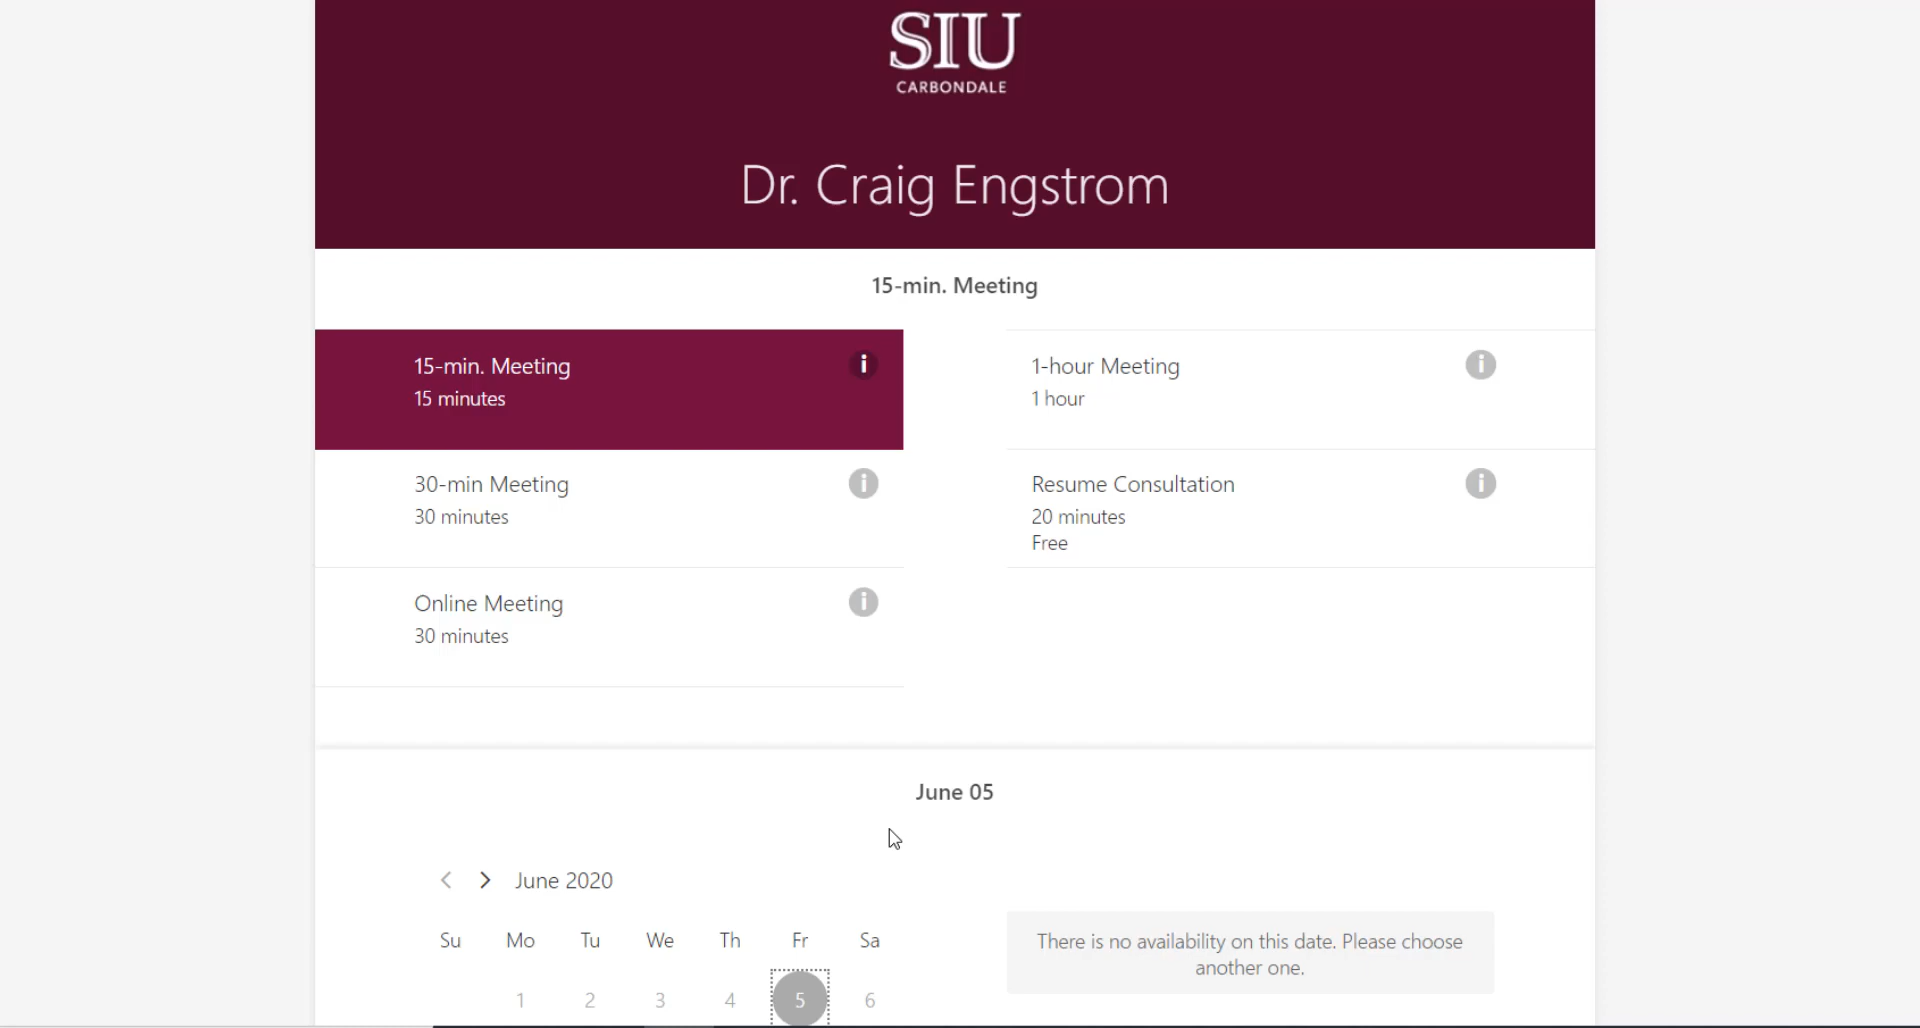 SIU
CARBONDALE
Dr. Craig Engstrom
15-min. Meeting
15-min. Meeting
i
15 minutes
1-hour Meeting
i
1 hour
30-min Meeting
i
30 minutes
Resume Consultation
i
20 minutes
Free
Online Meeting
i
30 minutes
June 05
June 2020
Su Mo Tu We Th Fr Sa
1 2 3 4 5 6
There is no availability on this date. Please choose
another one.